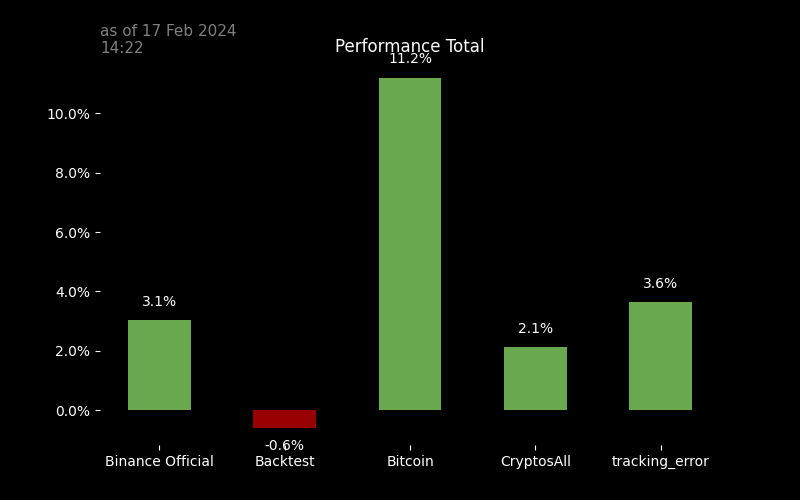 as of 17 Feb 2024
14:22
Performance Total
11.2%
10.0%
8.0%
6.0%
4.0%
2.0%
0.0%
3.1%
-0.6%
2.1%
3.6%
Binance Official
Backtest
Bitcoin
CryptosAll
tracking_error